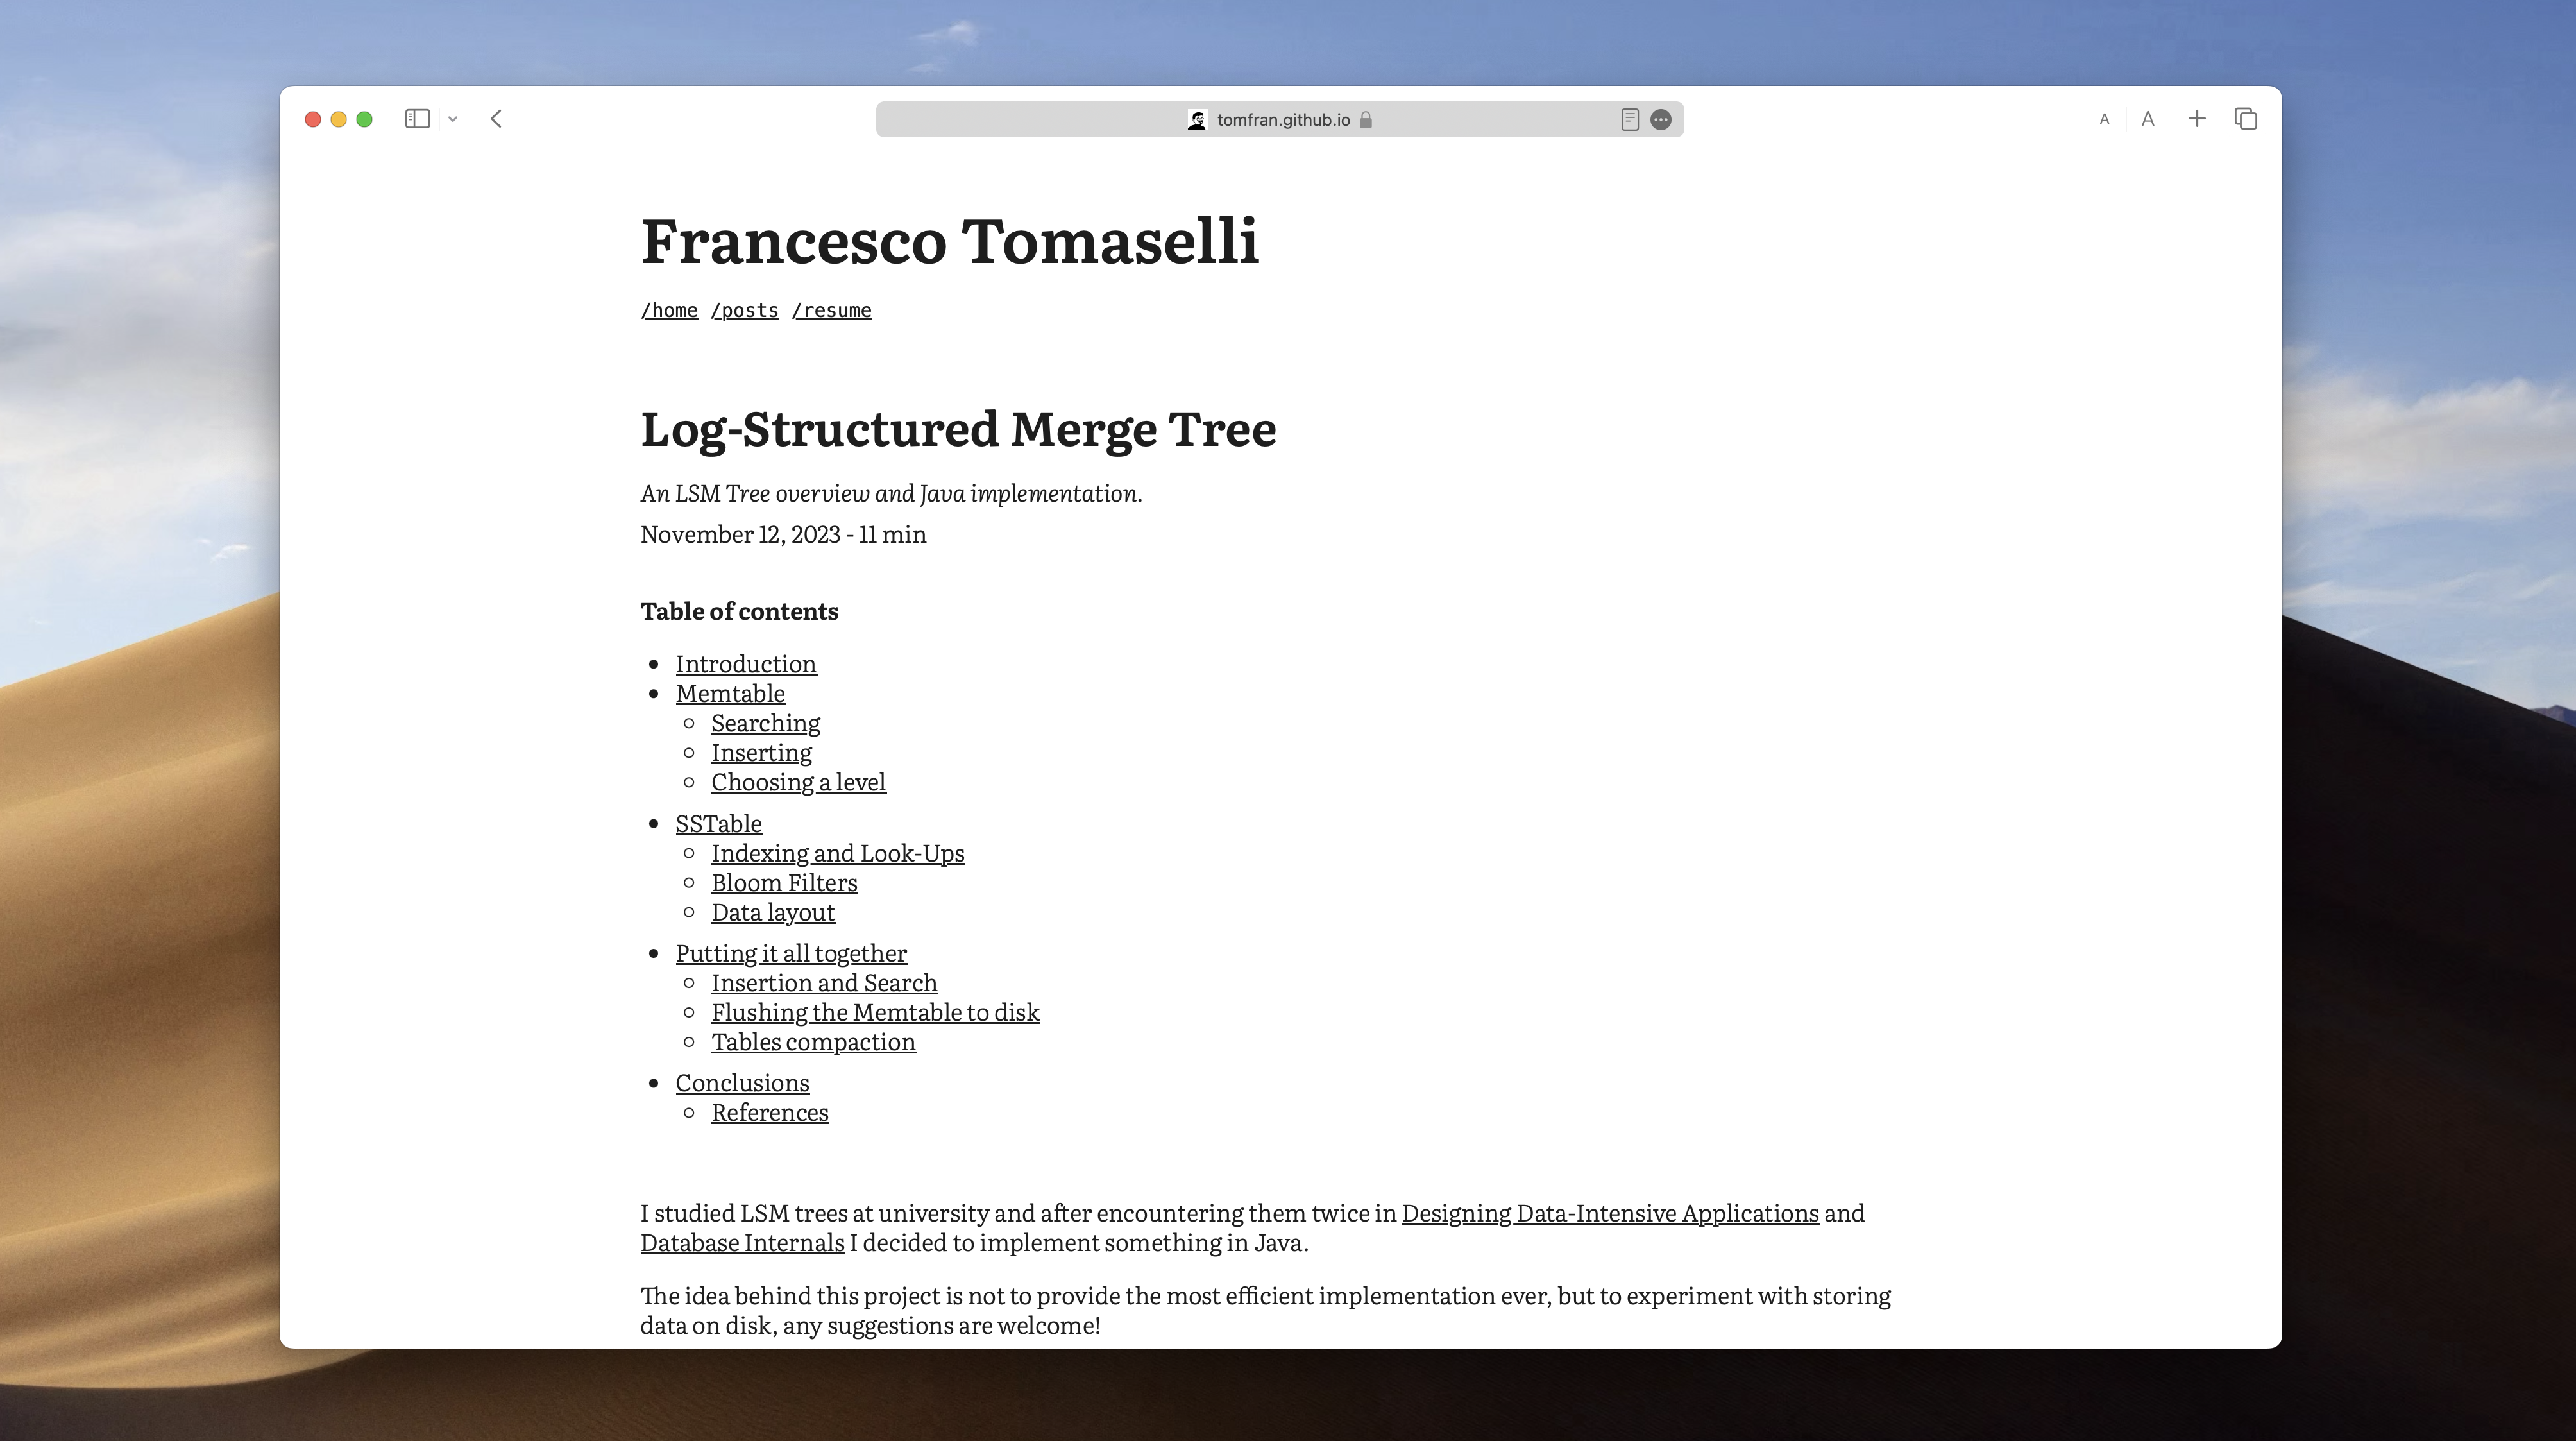 tomfran.github.io
A A
Francesco Tomaselli
/home /posts /resume
Log-Structured Merge Tree
An LSM Tree overview and Java implementation.
November 12, 2023 - 11 min
Table of contents
Introduction
Memtable
Searching
Inserting
Choosing a level
SSTable
Indexing and Look-Ups
Bloom Filters
Data layout
Putting it all together
Insertion and Search
Flushing the Memtable to disk
Tables compaction
Conclusions
References
I studied LSM trees at university and after encountering them twice in Designing Data-Intensive Applications and
Database Internals I decided to implement something in Java.
The idea behind this project is not to provide the most efficient implementation ever, but to experiment with storing
data on disk, any suggestions are welcome!